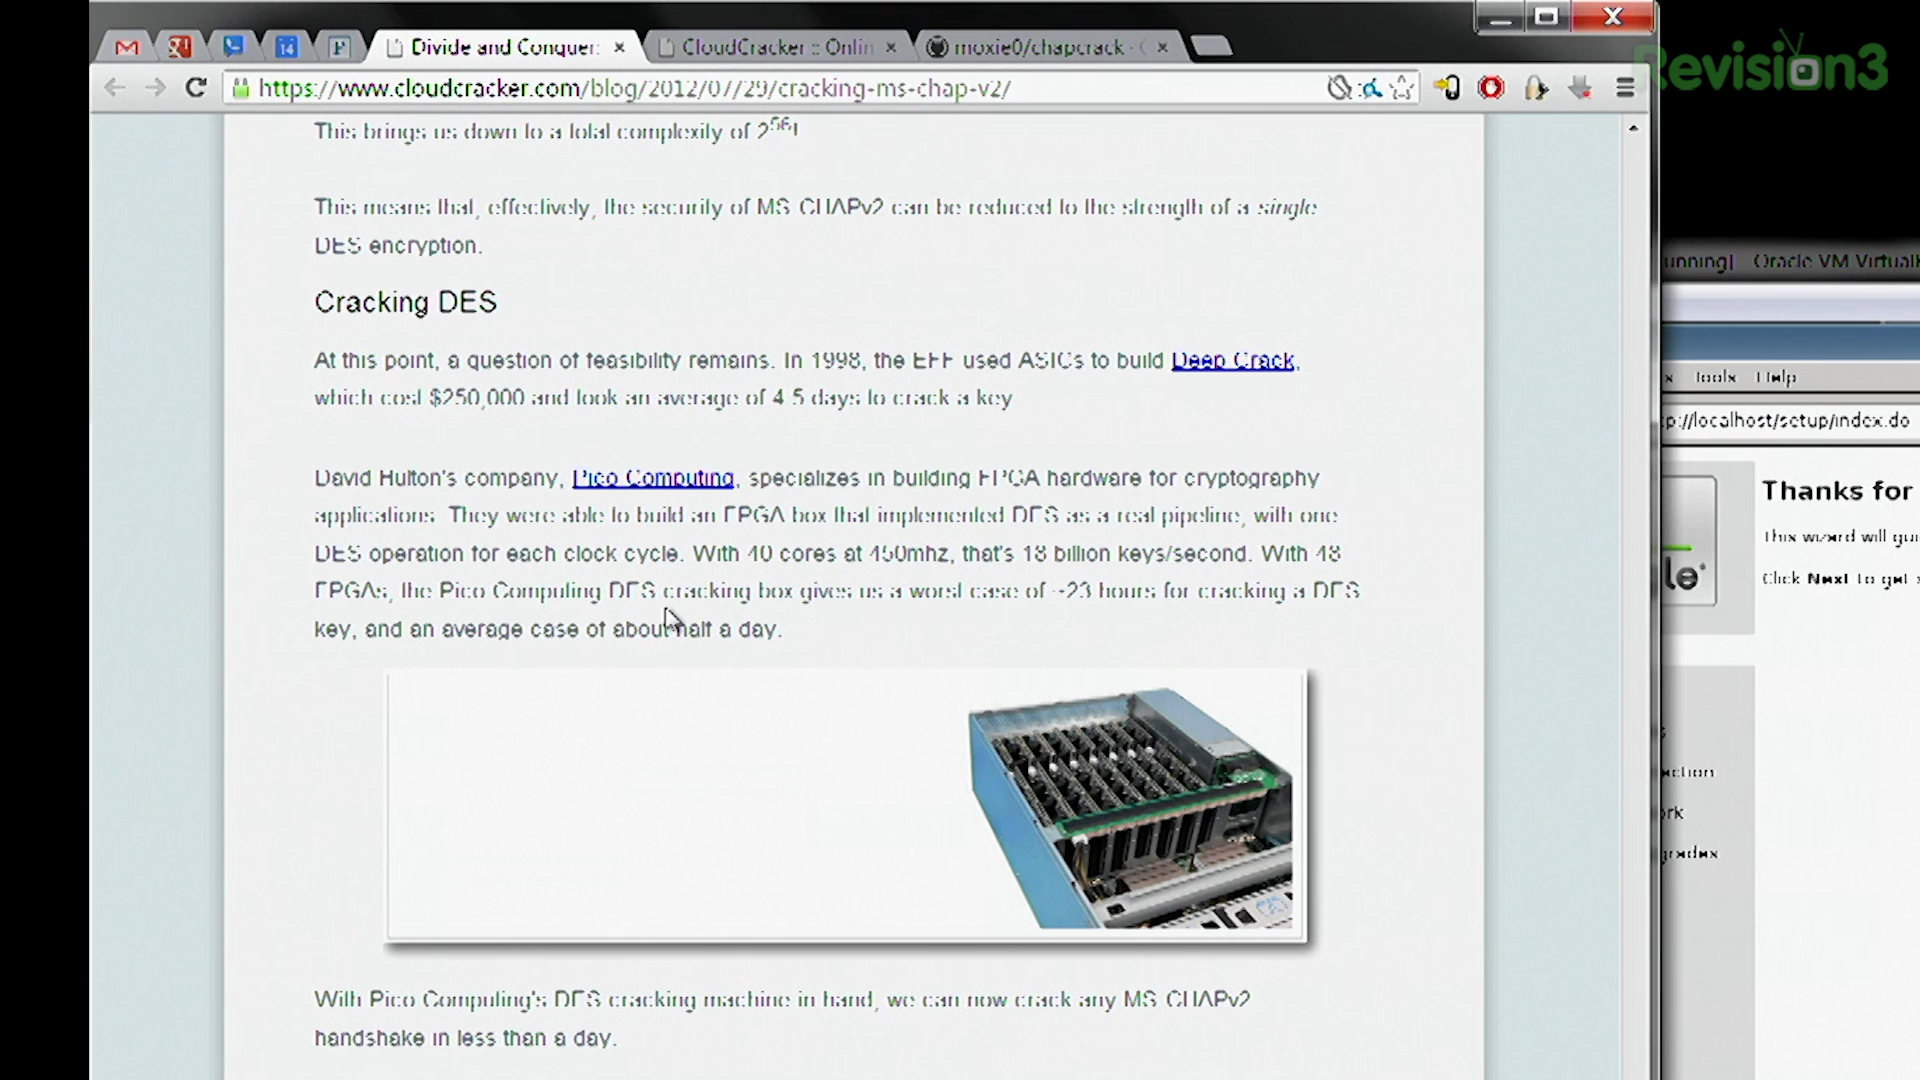 Revision3
Divide and Conquer:
CloudCracker :: Onlin
moxie0/chapcrack · G
https://www.cloudcracker.com/blog/2012/07/29/cracking-ms-chap-v2/
This brings us down to a total complexity of 2^56!
This means that, effectively, the security of MS-CHAPv2 can be reduced to the strength of a single
DES encryption.
Cracking DES
At this point, a question of feasibility remains. In 1998, the EFF used ASICs to build Deep Crack,
which cost $250,000 and took an average of 4.5 days to crack a key.
David Hulton's company, Pico Computing, specializes in building FPGA hardware for cryptography
applications. They were able to build an FPGA box that implemented DES as a real pipeline, with one
DES operation for each clock cycle. With 40 cores at 450mhz, that's 18 billion keys/second. With 48
FPGAs, the Pico Computing DES cracking box gives us a worst case of ~23 hours for cracking a DES
key, and an average case of about half a day.
With Pico Computing's DES cracking machine in hand, we can now crack any MS-CHAPv2
handshake in less than a day.
unning] Oracle VM Virtual
Tools Help
p://localhost/setup/index.do
Thanks for
This wizard will gui
Click Next to get s
le
ction
rk
grades